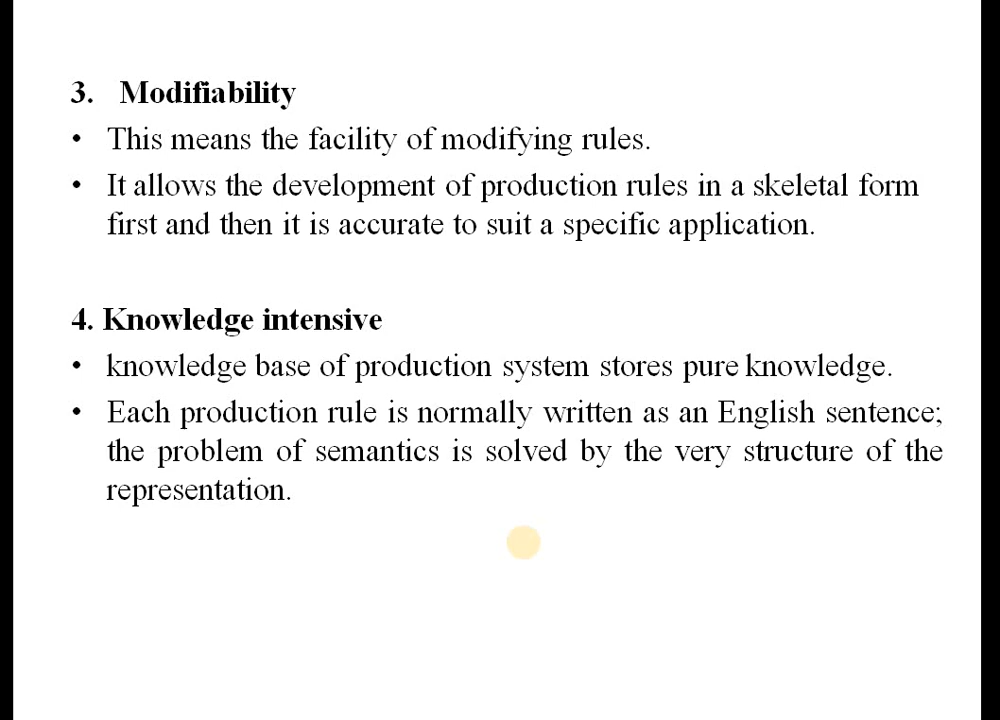 3. Modifiability
• This means the facility of modifying rules.
• It allows the development of production rules in a skeletal form
first and then it is accurate to suit a specific application.
4. Knowledge intensive
• knowledge base of production system stores pure knowledge.
• Each production rule is normally written as an English sentence;
the problem of semantics is solved by the very structure of the
representation.